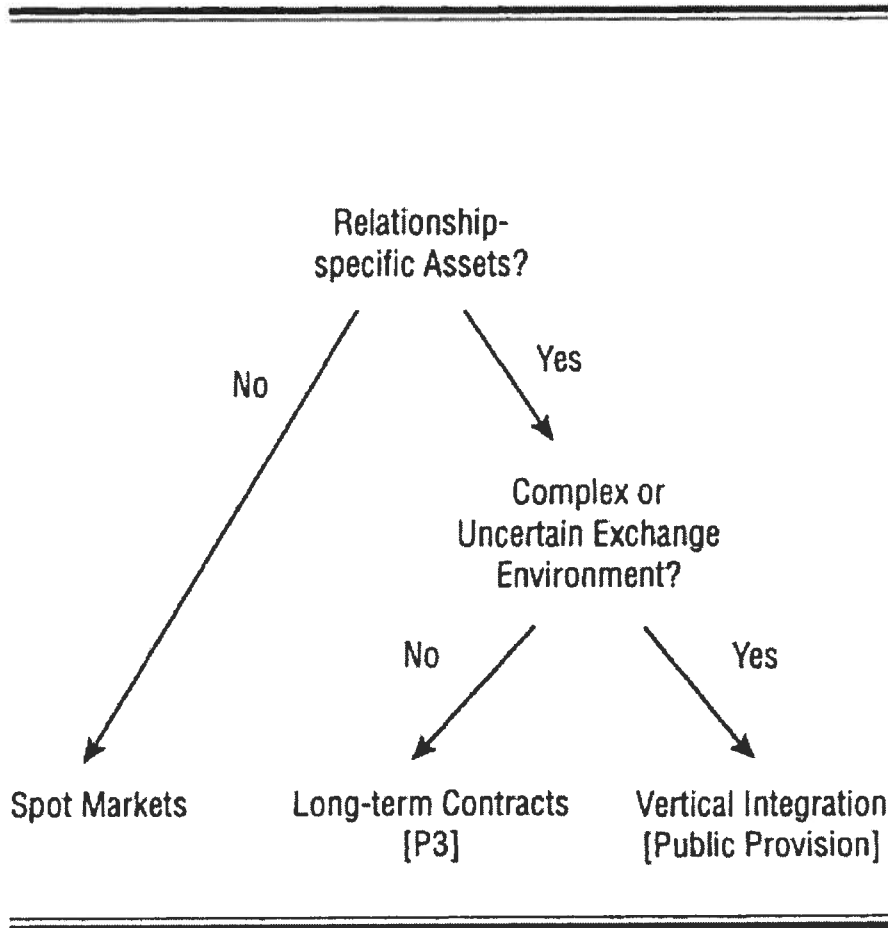 Relationship-
specific Assets?
No
Yes
Complex or
Uncertain Exchange
Environment?
No
Yes
Spot Markets
Long-term Contracts
[P3]
Vertical Integration
[Public Provision]